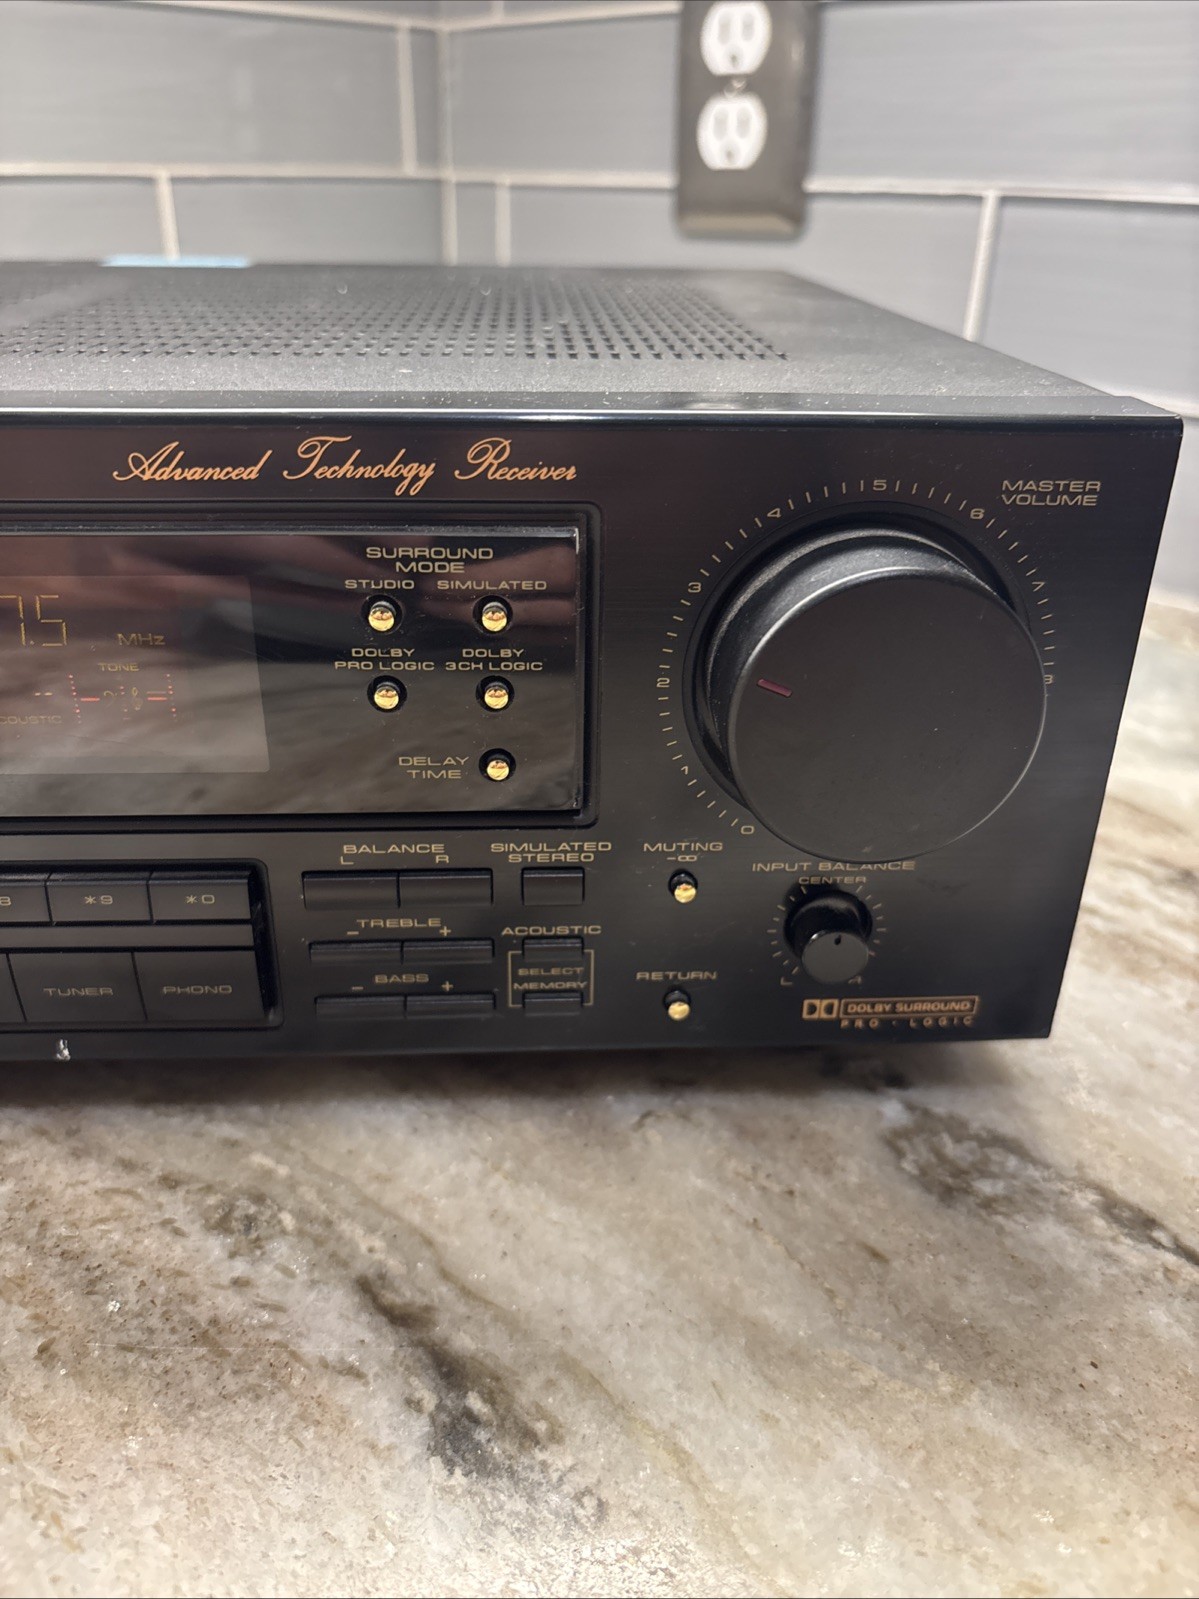 Advanced Technology Receiver
MASTER
VOLUME
0
1
2
3
4
5
6
7
8
SURROUND
MODE
STUDIO SIMULATED
DOLBY
PRO LOGIC
DOLBY
3CH LOGIC
DELAY
TIME
7.5
MHz
TONE
BALANCE
L R
SIMULATED
STEREO
MUTING
-∞
INPUT BALANCE
CENTER
L
8 *9 *0
- TREBLE +
ACOUSTIC
SELECT
MEMORY
- BASS +
RETURN
TUNER PHONO
DOLBY SURROUND
PRO · LOGIC